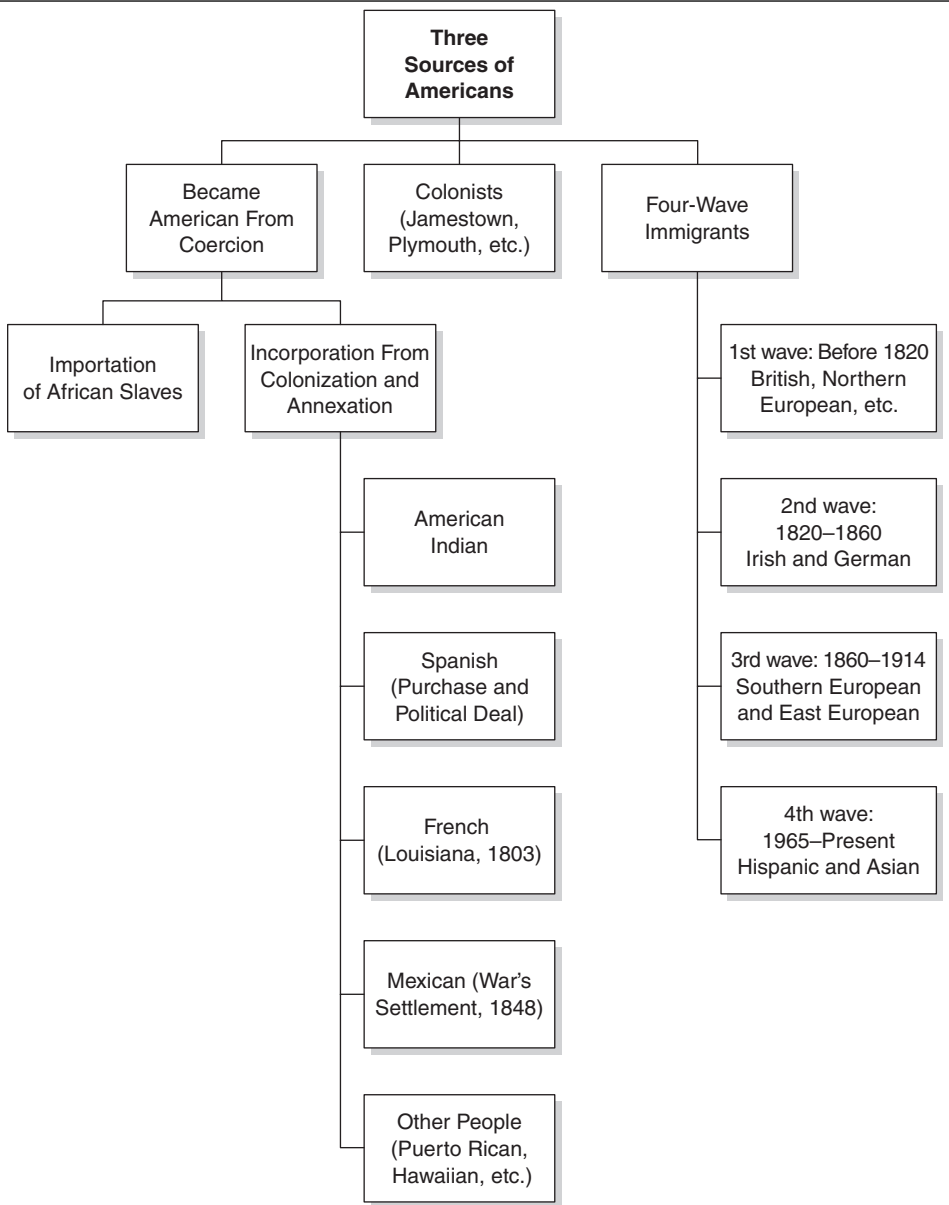 Three
Sources of
Americans
Became
American From
Coercion
Colonists
(Jamestown,
Plymouth, etc.)
Four-Wave
Immigrants
Importation
of African Slaves
Incorporation From
Colonization and
Annexation
American
Indian
Spanish
(Purchase and
Political Deal)
French
(Louisiana, 1803)
Mexican (War's
Settlement, 1848)
Other People
(Puerto Rican,
Hawaiian, etc.)
1st wave: Before 1820
British, Northern
European, etc.
2nd wave:
1820–1860
Irish and German
3rd wave: 1860–1914
Southern European
and East European
4th wave:
1965–Present
Hispanic and Asian